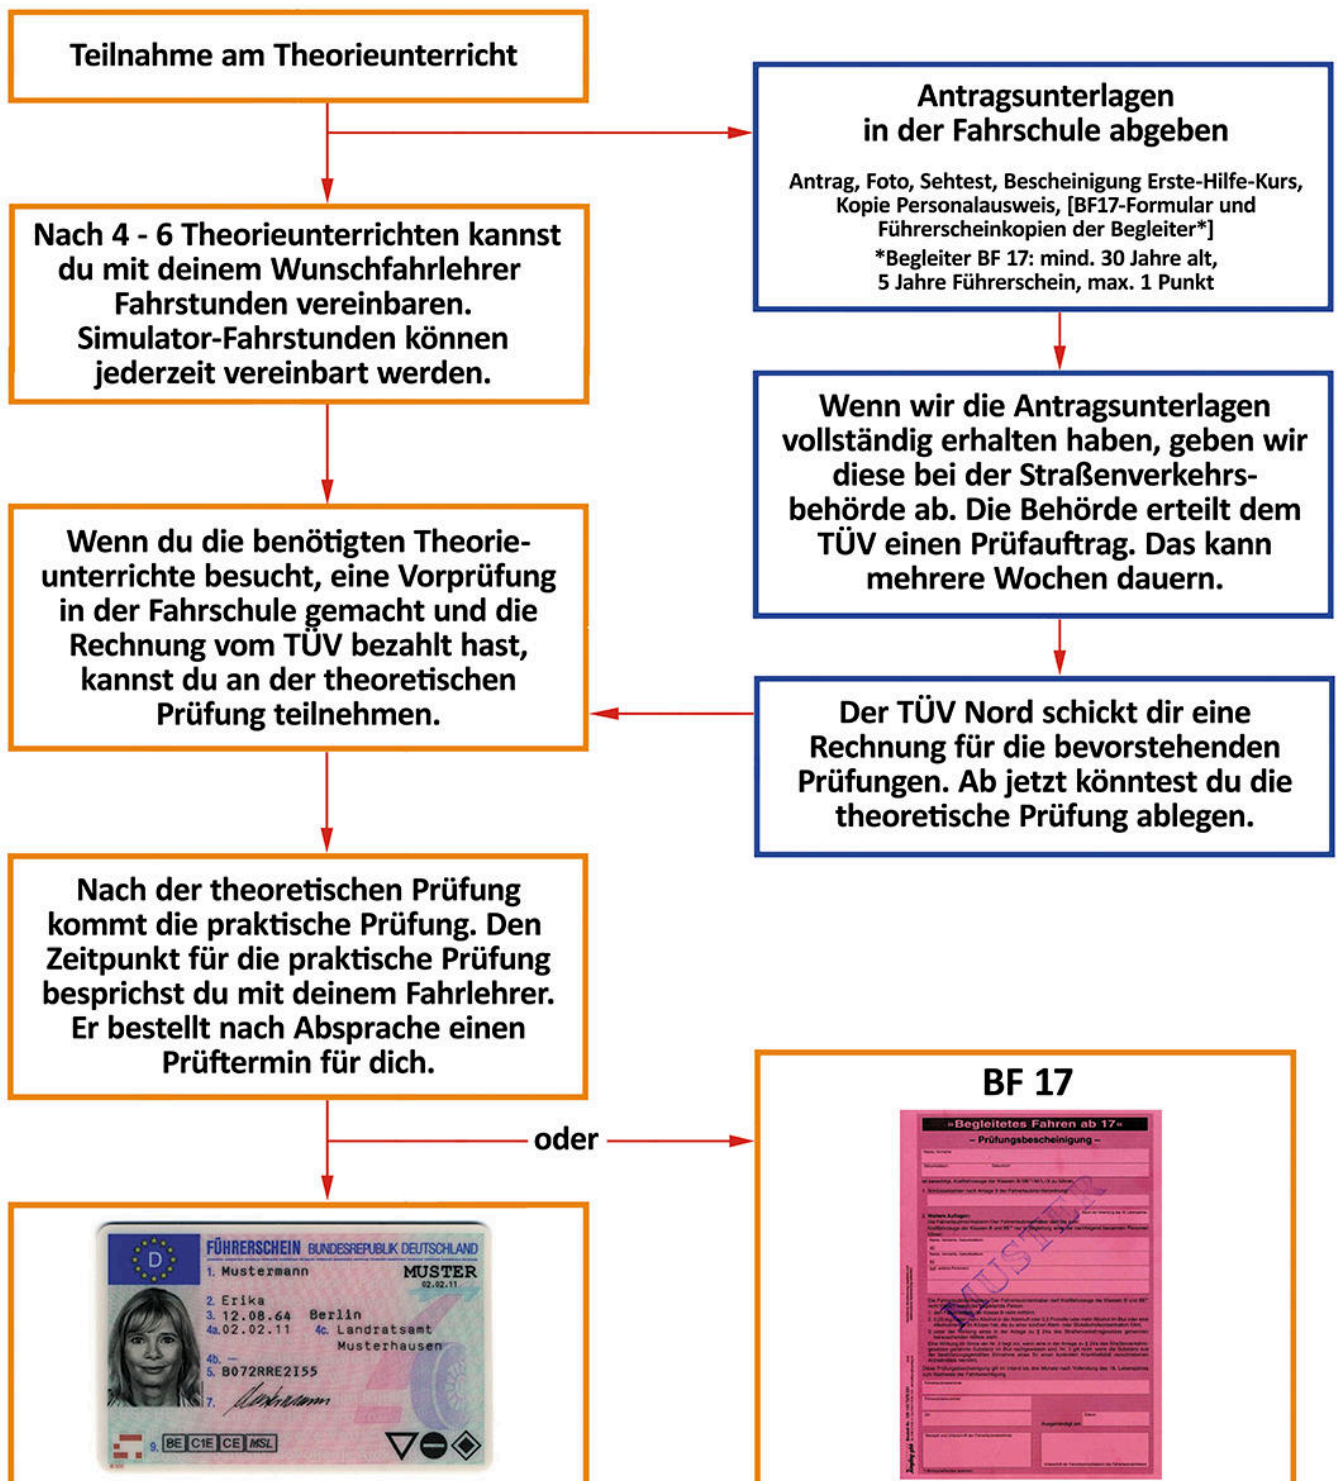 Teilnahme am Theorieunterricht
Antragsunterlagen
in der Fahrschule abgeben
Antrag, Foto, Sehtest, Bescheinigung Erste-Hilfe-Kurs,
Kopie Personalausweis, [BF17-Formular und
Führerscheinkopien der Begleiter*]
*Begleiter BF 17: mind. 30 Jahre alt,
5 Jahre Führerschein, max. 1 Punkt
Nach 4 - 6 Theorieunterrichten kannst
du mit deinem Wunschfahrlehrer
Fahrstunden vereinbaren.
Simulator-Fahrstunden können
jederzeit vereinbart werden.
Wenn wir die Antragsunterlagen
vollständig erhalten haben, geben wir
diese bei der Straßenverkehrs-
behörde ab. Die Behörde erteilt dem
TÜV einen Prüfauftrag. Das kann
mehrere Wochen dauern.
Wenn du die benötigten Theorie-
unterrichte besucht, eine Vorprüfung
in der Fahrschule gemacht und die
Rechnung vom TÜV bezahlt hast,
kannst du an der theoretischen
Prüfung teilnehmen.
Der TÜV Nord schickt dir eine
Rechnung für die bevorstehenden
Prüfungen. Ab jetzt könntest du die
theoretische Prüfung ablegen.
Nach der theoretischen Prüfung
kommt die praktische Prüfung. Den
Zeitpunkt für die praktische Prüfung
besprichst du mit deinem Fahrlehrer.
Er bestellt nach Absprache einen
Prüftermin für dich.
oder
D
FÜHRERSCHEIN BUNDESREPUBLIK DEUTSCHLAND
1. Mustermann MUSTER
02.02.11
2. Erika
3. 12.08.64 Berlin
4a. 02.02.11 4c. Landratsamt
Musterhausen
4b. —
5. B072RRE2I55
7. Mustermann
9. BE C1E CE MSL
BF 17
»Begleitetes Fahren ab 17«
– Prüfungsbescheinigung –
MUSTER